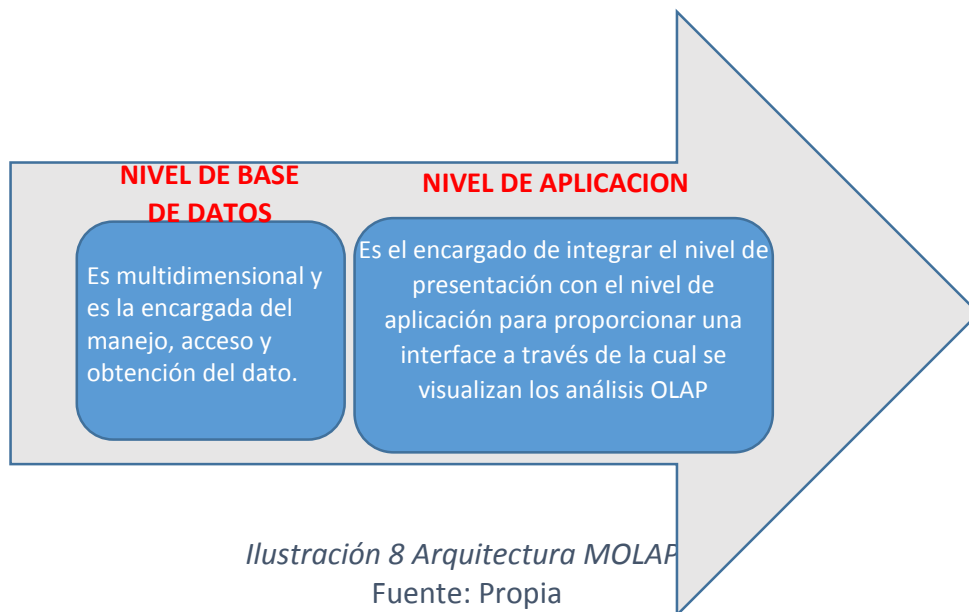 NIVEL DE BASE
DE DATOS
Es multidimensional y
es la encargada del
manejo, acceso y
obtención del dato.
NIVEL DE APLICACION
Es el encargado de integrar el nivel de
presentación con el nivel de
aplicación para proporcionar una
interface a través de la cual se
visualizan los análisis OLAP
Ilustración 8 Arquitectura MOLAP
Fuente: Propia